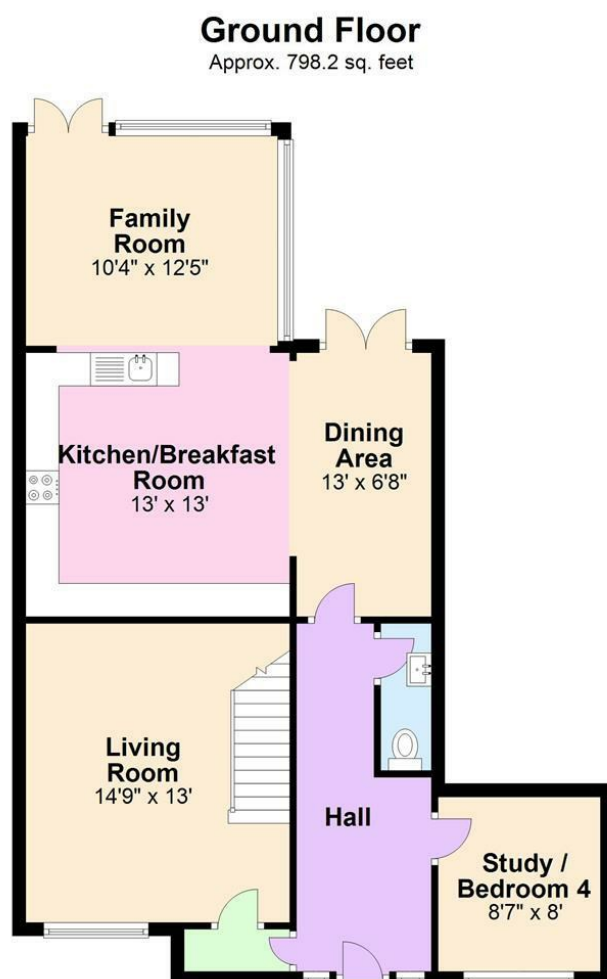 Ground Floor
Approx. 798.2 sq. feet
Family
Room
10'4" x 12'5"
Kitchen/Breakfast
Room
13' x 13'
Dining
Area
13' x 6'8"
Living
Room
14'9" x 13'
Hall
Study /
Bedroom 4
8'7" x 8'